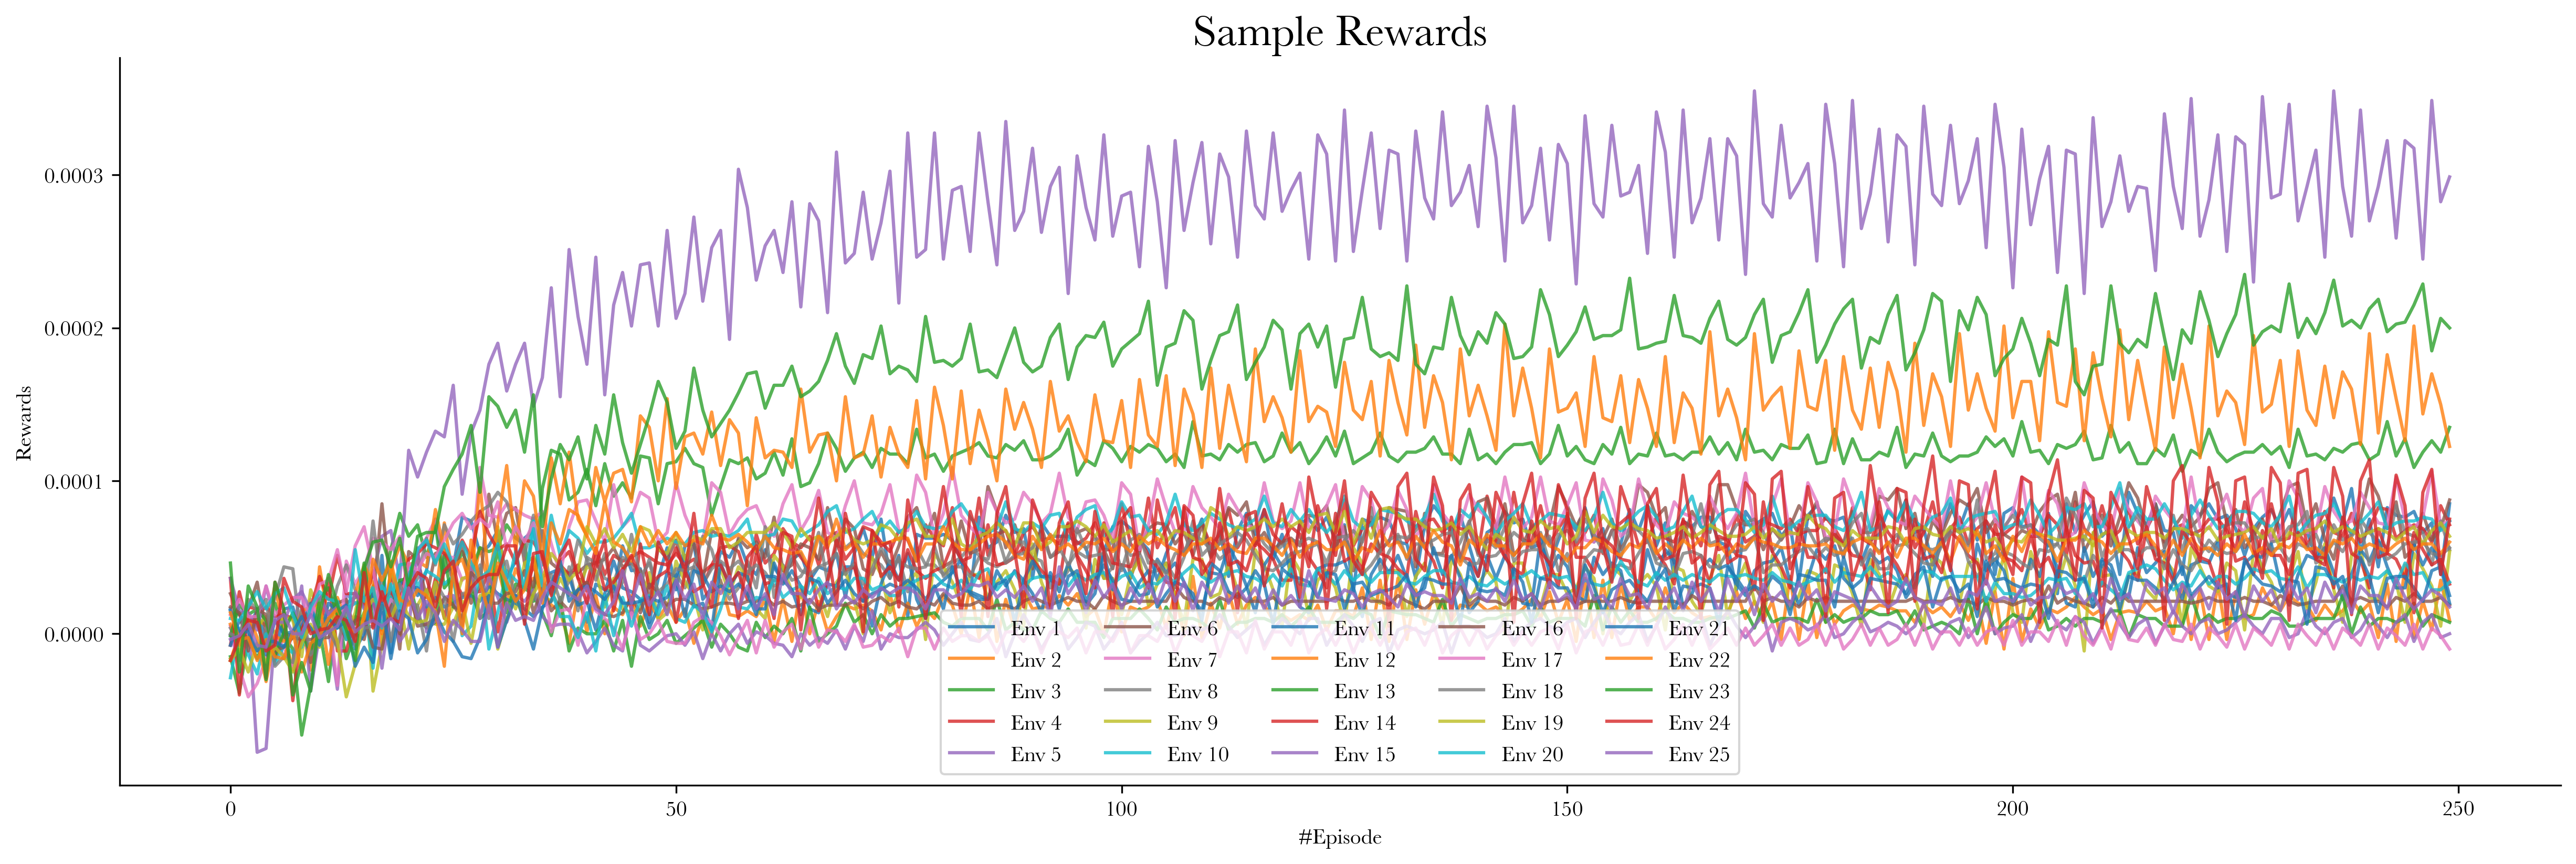 Sample Rewards
Rewards
0.0003
0.0002
0.0001
0.0000
Env 1 Env 6 Env 11 Env 16 Env 21
Env 2 Env 7 Env 12 Env 17 Env 22
Env 3 Env 8 Env 13 Env 18 Env 23
Env 4 Env 9 Env 14 Env 19 Env 24
Env 5 Env 10 Env 15 Env 20 Env 25
0 50 100 150 200 250
#Episode